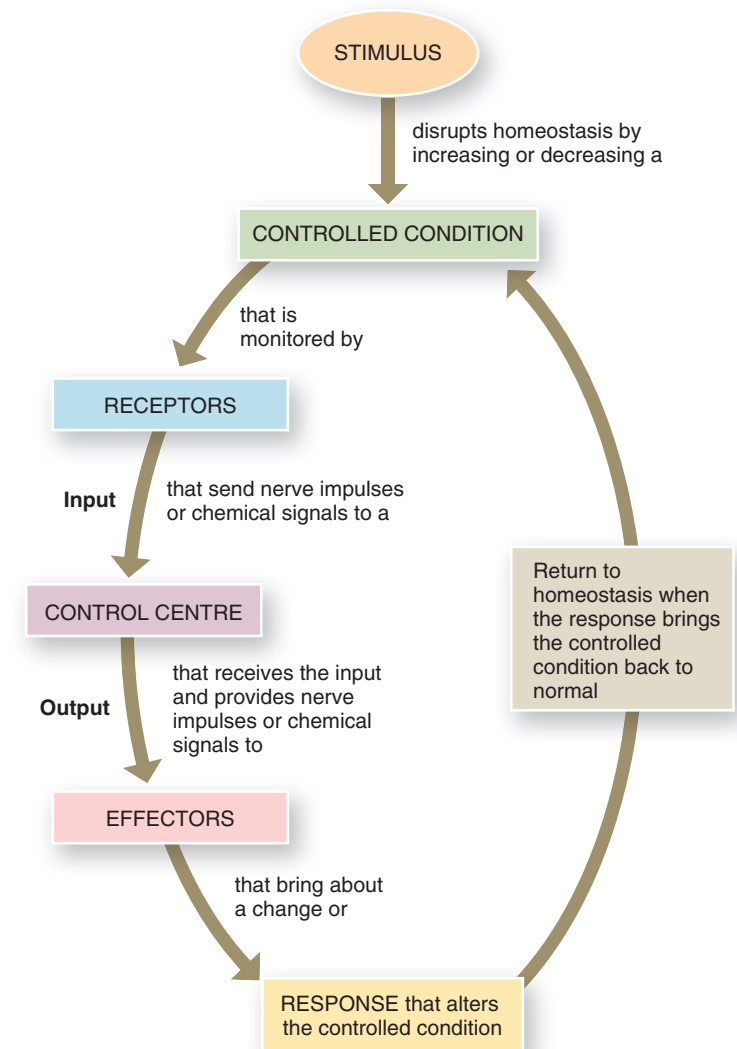 STIMULUS
disrupts homeostasis by
increasing or decreasing a
CONTROLLED CONDITION
that is
monitored by
RECEPTORS
Input
that send nerve impulses
or chemical signals to a
CONTROL CENTRE
Output
that receives the input
and provides nerve
impulses or chemical
signals to
EFFECTORS
that bring about
a change or
RESPONSE that alters
the controlled condition
Return to
homeostasis when
the response brings
the controlled
condition back to
normal